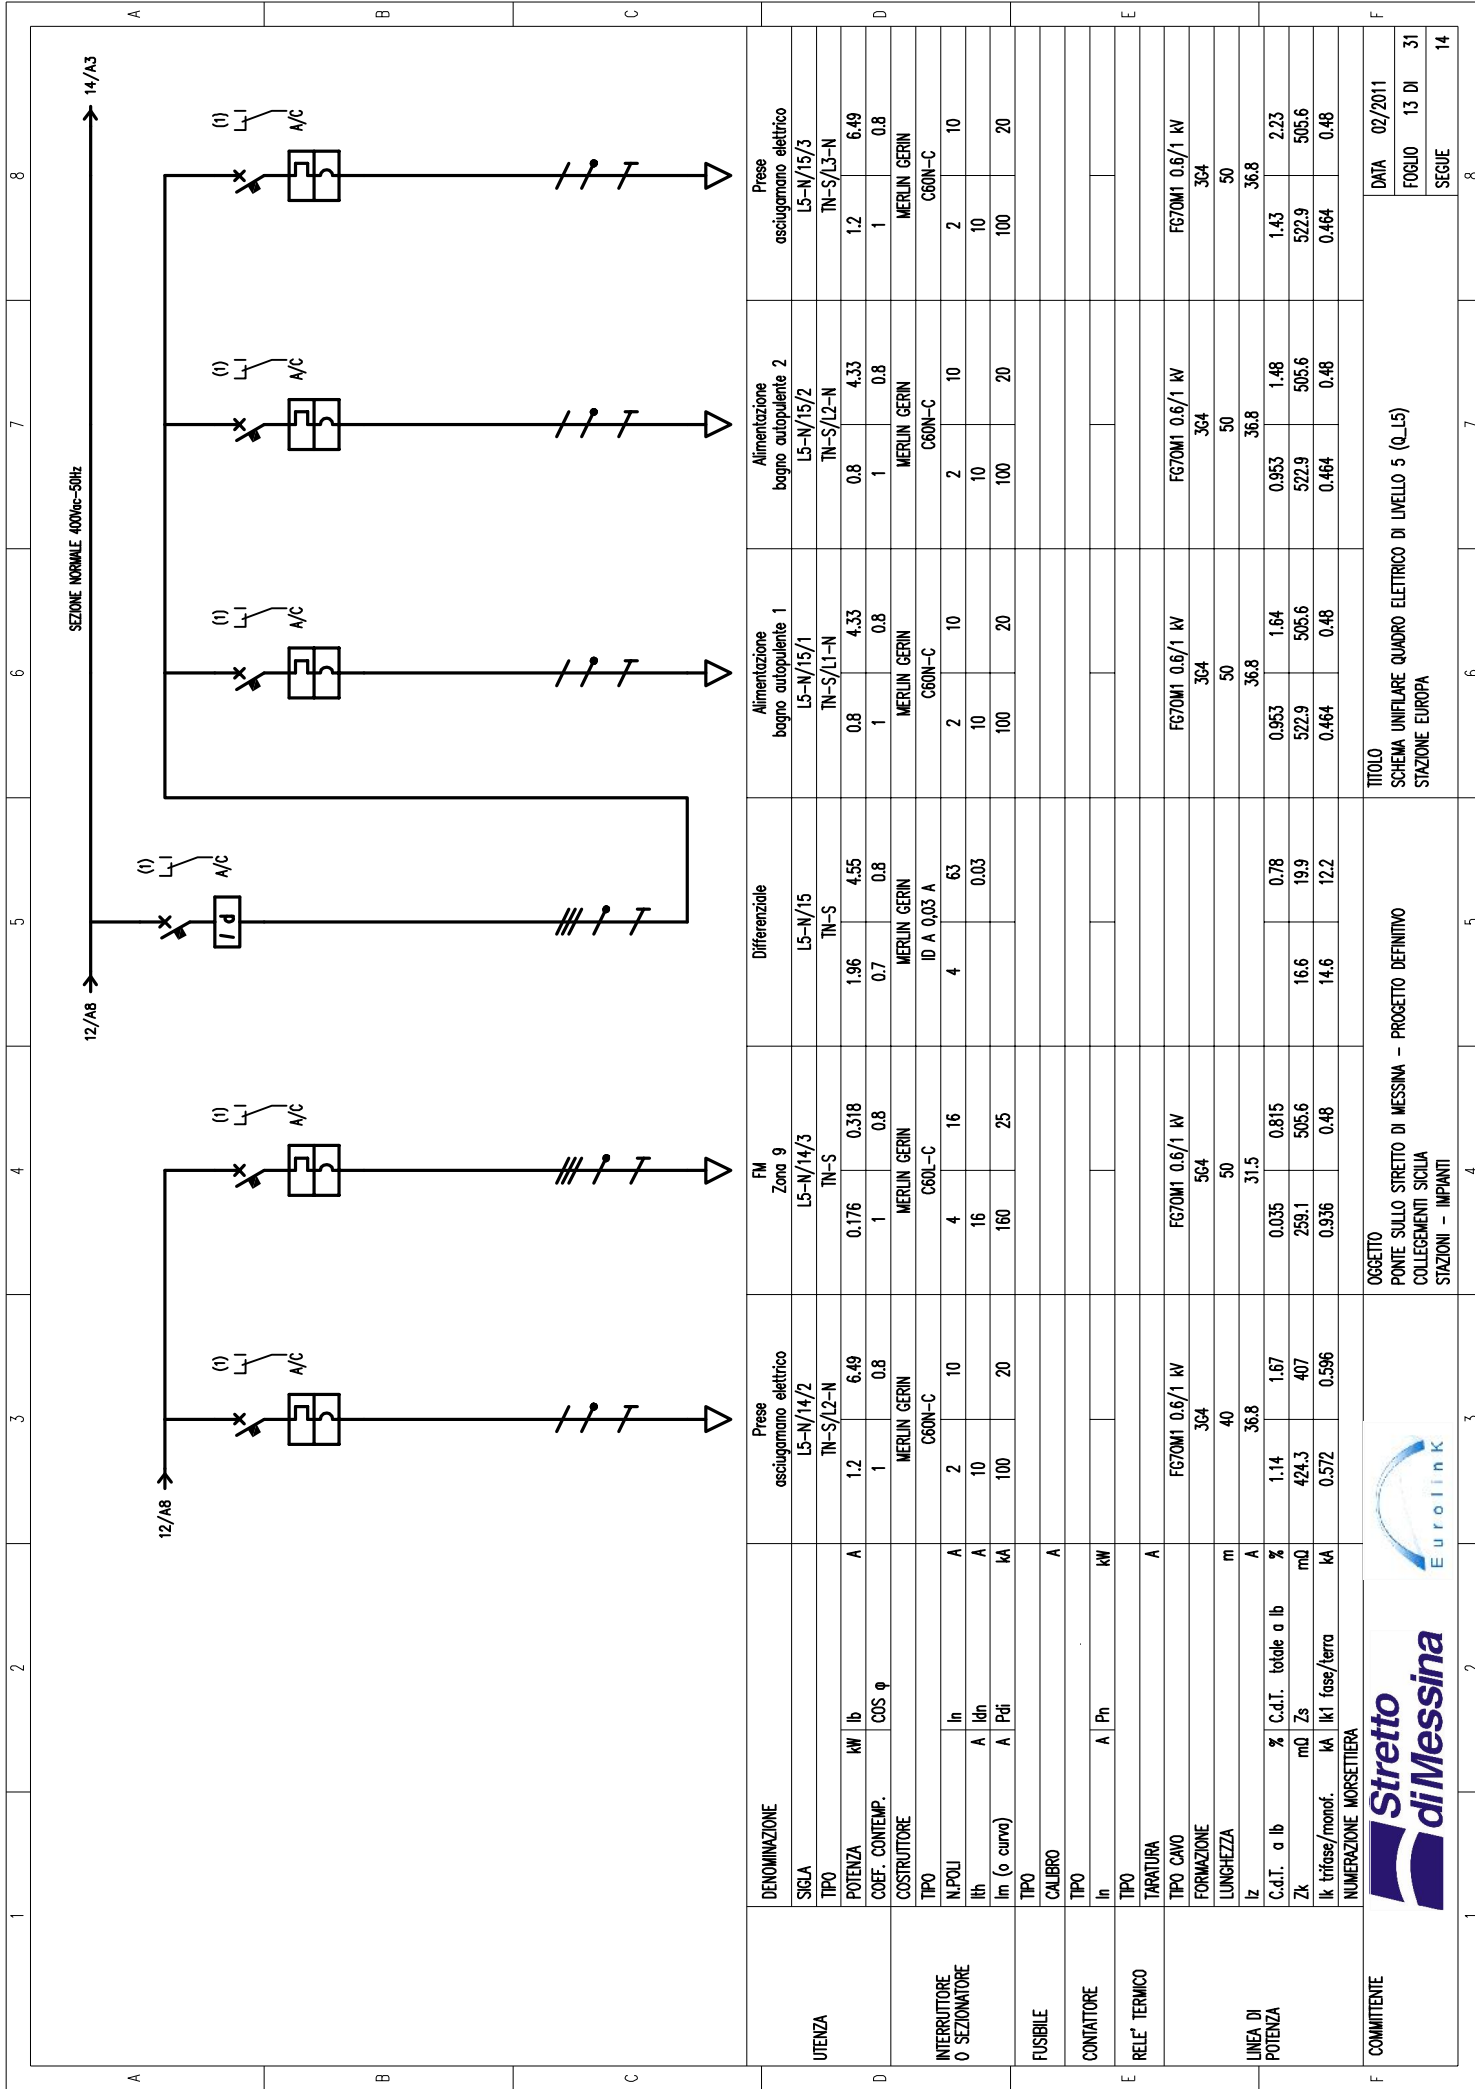 1 2 3 4 5 6 7 8
A A
B B
C C
D D
E E
F F
SEZIONE NORMALE 400Vac-50Hz
12/A8 14/A3
12/A8
(1) (1) (1) (1) (1) (1)
A/C A/C A/C A/C A/C A/C
Id
UTENZA
DENOMINAZIONE Prese asciugamano elettrico FM Zona 9 Differenziale Alimentazione bagno autopulente 1 Alimentazione bagno autopulente 2 Prese asciugamano elettrico
SIGLA L5-N/14/2 L5-N/14/3 L5-N/15 L5-N/15/1 L5-N/15/2 L5-N/15/3
TIPO TN-S/L2-N TN-S TN-S TN-S/L1-N TN-S/L2-N TN-S/L3-N
POTENZA kW Ib A 1.2 6.49 0.176 0.318 1.96 4.55 0.8 4.33 0.8 4.33 1.2 6.49
COEF. CONTEMP. COS φ 1 0.8 1 0.8 0.7 0.8 1 0.8 1 0.8 1 0.8
INTERRUTTORE
O SEZIONATORE
COSTRUTTORE MERLIN GERIN MERLIN GERIN MERLIN GERIN MERLIN GERIN MERLIN GERIN MERLIN GERIN
TIPO C60N-C C60L-C ID A 0,03 A C60N-C C60N-C C60N-C
N.POLI In A 2 10 4 16 4 63 2 10 2 10 2 10
Ith A Idn A 10 16 0.03 10 10 10
Im (o curva) A Pdi kA 100 20 160 25 100 20 100 20 100 20
FUSIBILE
TIPO
CALIBRO A
CONTATTORE
TIPO
In A Pn kW
RELE' TERMICO
TIPO
TARATURA A
LINEA DI
POTENZA
TIPO CAVO FG7OM1 0.6/1 kV FG7OM1 0.6/1 kV FG7OM1 0.6/1 kV FG7OM1 0.6/1 kV FG7OM1 0.6/1 kV
FORMAZIONE 3G4 5G4 3G4 3G4 3G4
LUNGHEZZA m 40 50 50 50 50
Iz A 36.8 31.5 36.8 36.8 36.8
C.d.T. a Ib % C.d.T. totale a Ib % 1.14 1.67 0.035 0.815 0.78 0.953 1.64 0.953 1.48 1.43 2.23
Zk mΩ Zs mΩ 424.3 407 259.1 505.6 16.6 19.9 522.9 505.6 522.9 505.6 522.9 505.6
Ik trifase/monof. kA Ik1 fase/terra kA 0.572 0.596 0.936 0.48 14.6 12.2 0.464 0.48 0.464 0.48 0.464 0.48
NUMERAZIONE MORSETTIERA
COMMITTENTE
Stretto
di Messina
EurolinK
OGGETTO
PONTE SULLO STRETTO DI MESSINA - PROGETTO DEFINITIVO
COLLEGEMENTI SICILIA
STAZIONI - IMPIANTI
TITOLO
SCHEMA UNIFILARE QUADRO ELETTRICO DI LIVELLO 5 (Q_L5)
STAZIONE EUROPA
DATA 02/2011
FOGLIO 13 DI 31
SEGUE 14
1 2 3 4 5 6 7 8